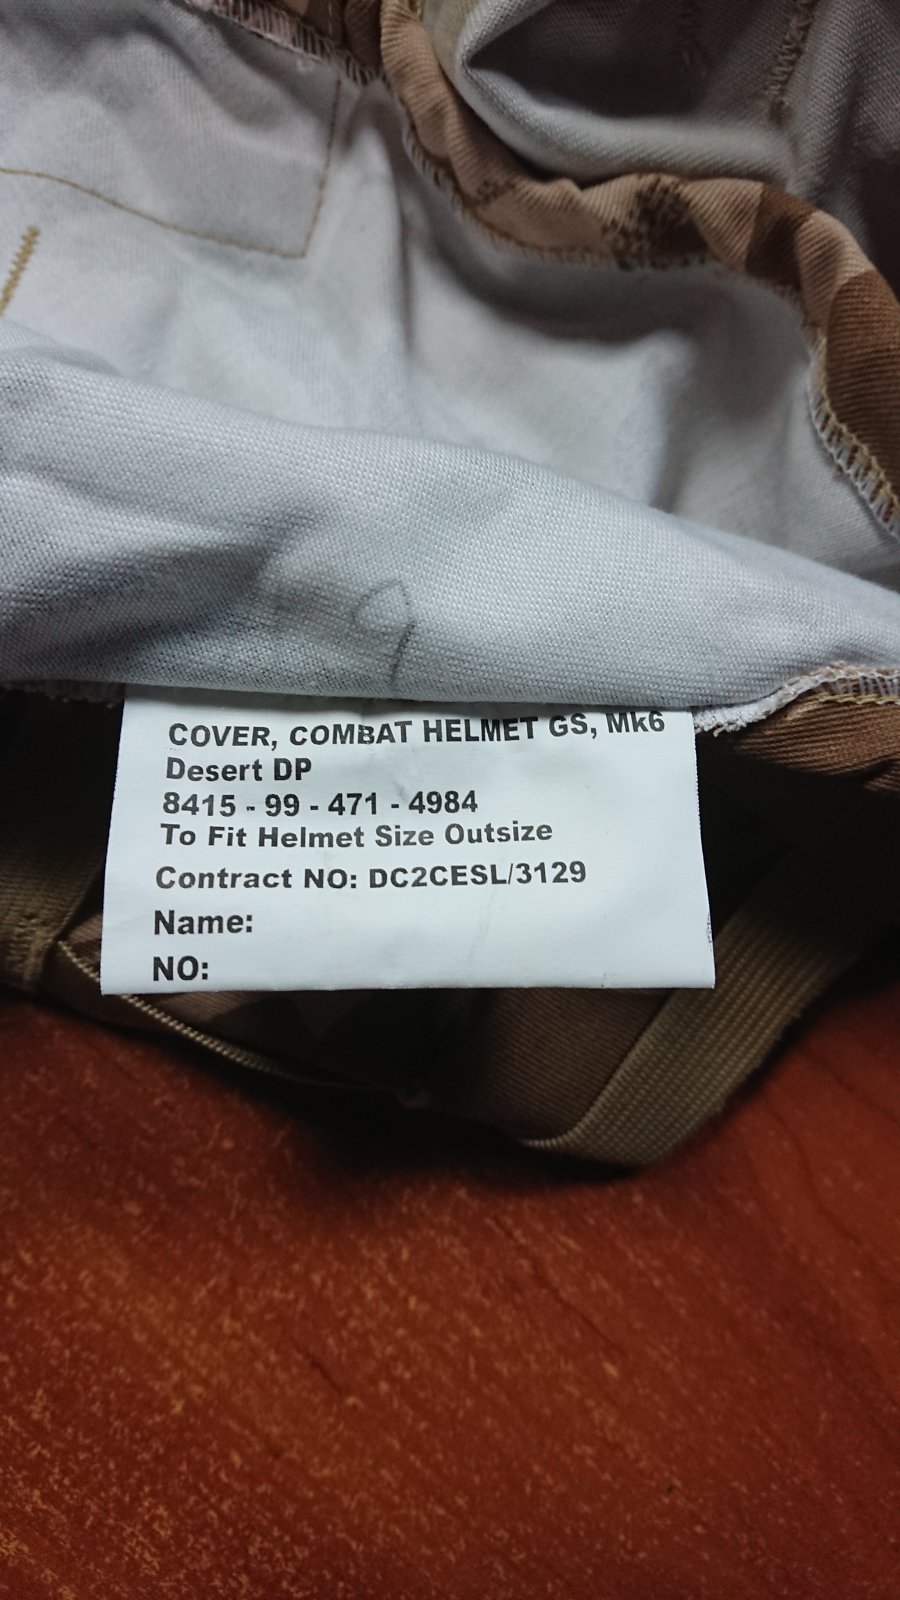 9
COVER, COMBAT HELMET GS, Mk6
Desert DP
8415 - 99 - 471 - 4984
To Fit Helmet Size Outsize
Contract NO: DC2CESL/3129
Name:
NO: